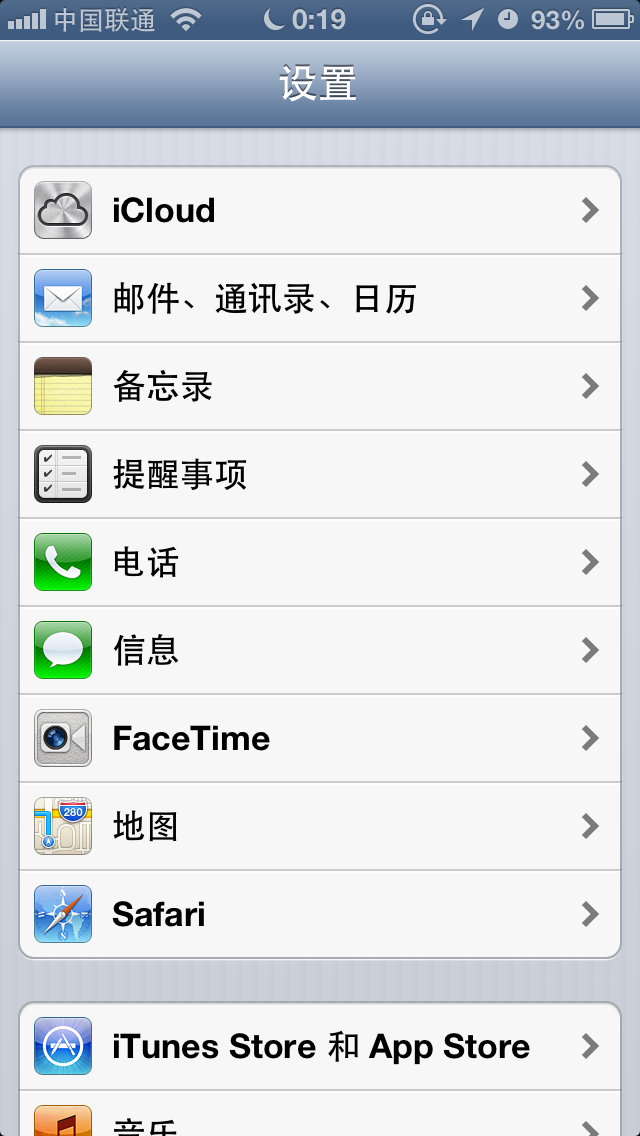 中国联通 0:19 93%
设置
iCloud
邮件、通讯录、日历
备忘录
提醒事项
电话
信息
FaceTime
280
地图
Safari
iTunes Store 和 App Store
音乐